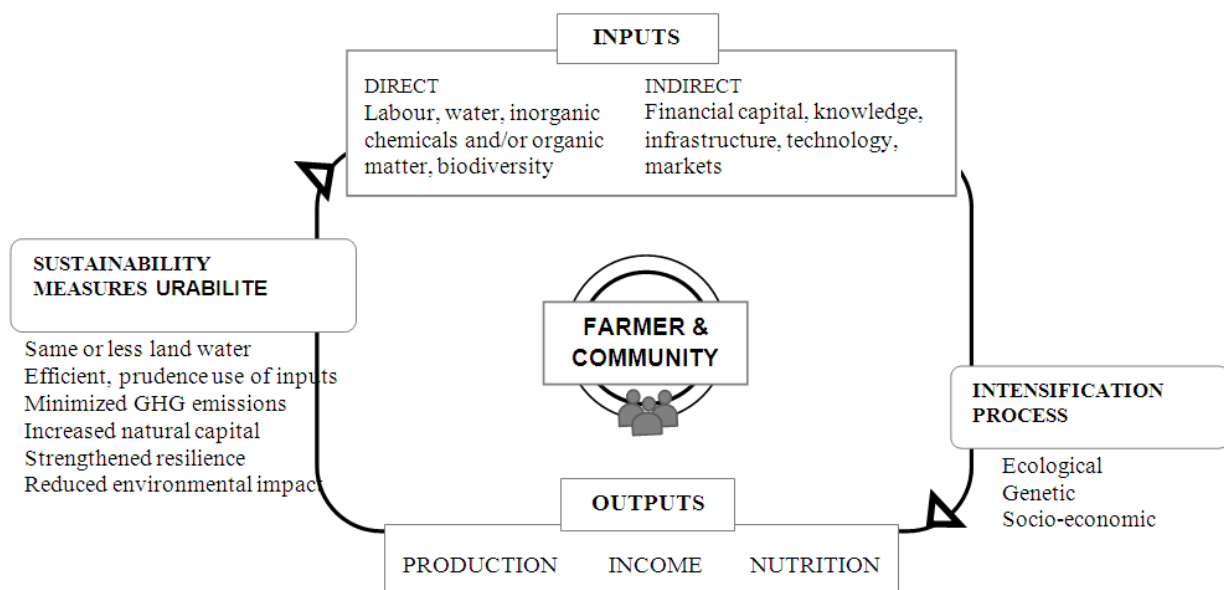 INPUTS
DIRECT
Labour, water, inorganic
chemicals and/or organic
matter, biodiversity
INDIRECT
Financial capital, knowledge,
infrastructure, technology,
markets
SUSTAINABILITY
MEASURES URABILITE
Same or less land water
Efficient, prudence use of inputs
Minimized GHG emissions
Increased natural capital
Strengthened resilience
Reduced environmental impact
FARMER &
COMMUNITY
INTENSIFICATION
PROCESS
Ecological
Genetic
Socio-economic
OUTPUTS
PRODUCTION INCOME NUTRITION